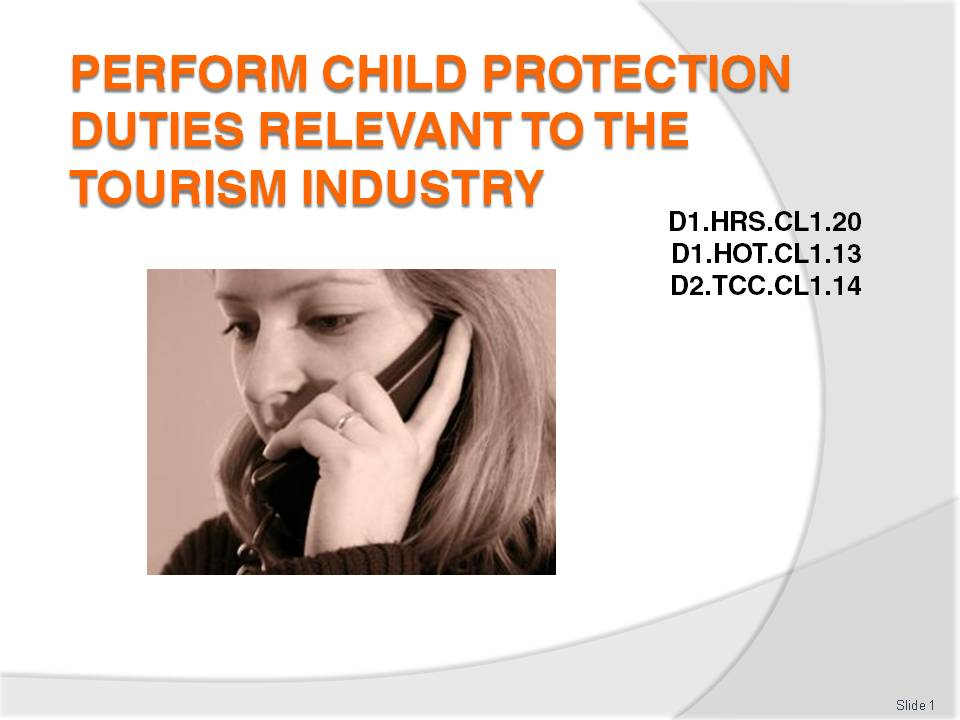 PERFORM CHILD PROTECTION
DUTIES RELEVANT TO THE
TOURISM INDUSTRY
D1.HRS.CL1.20
D1.HOT.CL1.13
D2.TCC.CL1.14
Slide 1